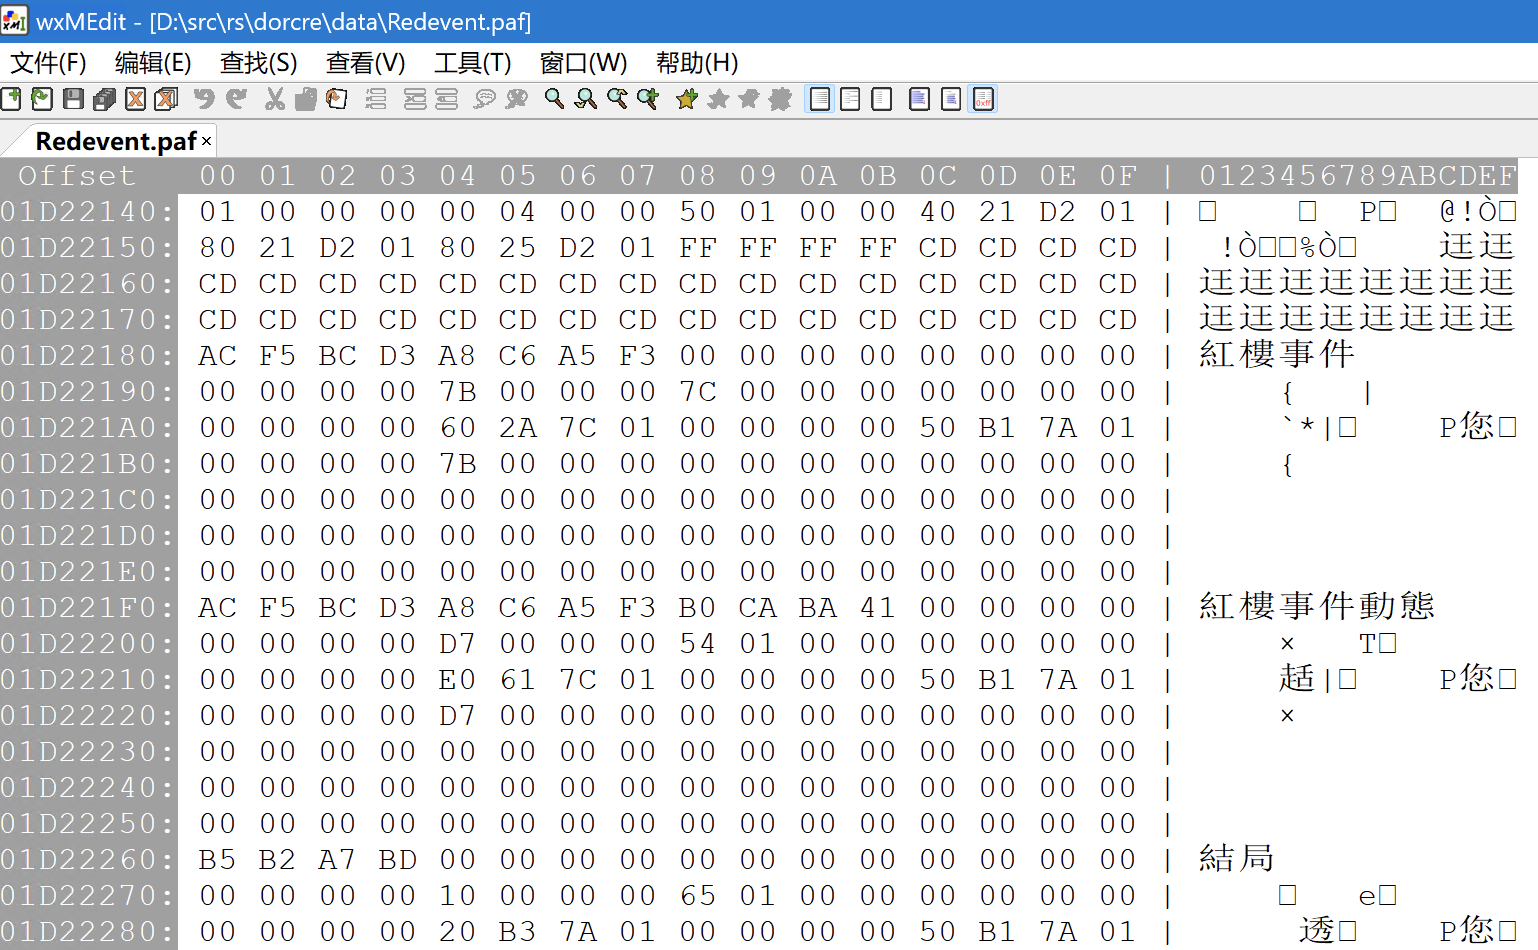 wxMEdit - [D:\src\rs\dorcre\data\Redevent.paf]
文件(F) 编辑(E) 查找(S) 查看(V) 工具(T) 窗口(W) 帮助(H)
Redevent.paf ×
Offset 00 01 02 03 04 05 06 07 08 09 0A 0B 0C 0D 0E 0F | 0123456789ABCDEF
01D22140: 01 00 00 00 00 04 00 00 50 01 00 00 40 21 D2 01 | □ □ P□ @!Ò□
01D22150: 80 21 D2 01 80 25 D2 01 FF FF FF FF CD CD CD CD | !Ò□□%Ò□ 迋迋
01D22160: CD CD CD CD CD CD CD CD CD CD CD CD CD CD CD CD | 迋迋迋迋迋迋迋迋
01D22170: CD CD CD CD CD CD CD CD CD CD CD CD CD CD CD CD | 迋迋迋迋迋迋迋迋
01D22180: AC F5 BC D3 A8 C6 A5 F3 00 00 00 00 00 00 00 00 | 紅樓事件
01D22190: 00 00 00 00 7B 00 00 00 7C 00 00 00 00 00 00 00 | { |
01D221A0: 00 00 00 00 60 2A 7C 01 00 00 00 00 50 B1 7A 01 | `*|□ P您□
01D221B0: 00 00 00 00 7B 00 00 00 00 00 00 00 00 00 00 00 | {
01D221C0: 00 00 00 00 00 00 00 00 00 00 00 00 00 00 00 00 |
01D221D0: 00 00 00 00 00 00 00 00 00 00 00 00 00 00 00 00 |
01D221E0: 00 00 00 00 00 00 00 00 00 00 00 00 00 00 00 00 |
01D221F0: AC F5 BC D3 A8 C6 A5 F3 B0 CA BA 41 00 00 00 00 | 紅樓事件動態
01D22200: 00 00 00 00 D7 00 00 00 54 01 00 00 00 00 00 00 | × T□
01D22210: 00 00 00 00 E0 61 7C 01 00 00 00 00 50 B1 7A 01 | 趏|□ P您□
01D22220: 00 00 00 00 D7 00 00 00 00 00 00 00 00 00 00 00 | ×
01D22230: 00 00 00 00 00 00 00 00 00 00 00 00 00 00 00 00 |
01D22240: 00 00 00 00 00 00 00 00 00 00 00 00 00 00 00 00 |
01D22250: 00 00 00 00 00 00 00 00 00 00 00 00 00 00 00 00 |
01D22260: B5 B2 A7 BD 00 00 00 00 00 00 00 00 00 00 00 00 | 結局
01D22270: 00 00 00 00 10 00 00 00 65 01 00 00 00 00 00 00 | □ e□
01D22280: 00 00 00 00 20 B3 7A 01 00 00 00 00 50 B1 7A 01 | 透□ P您□